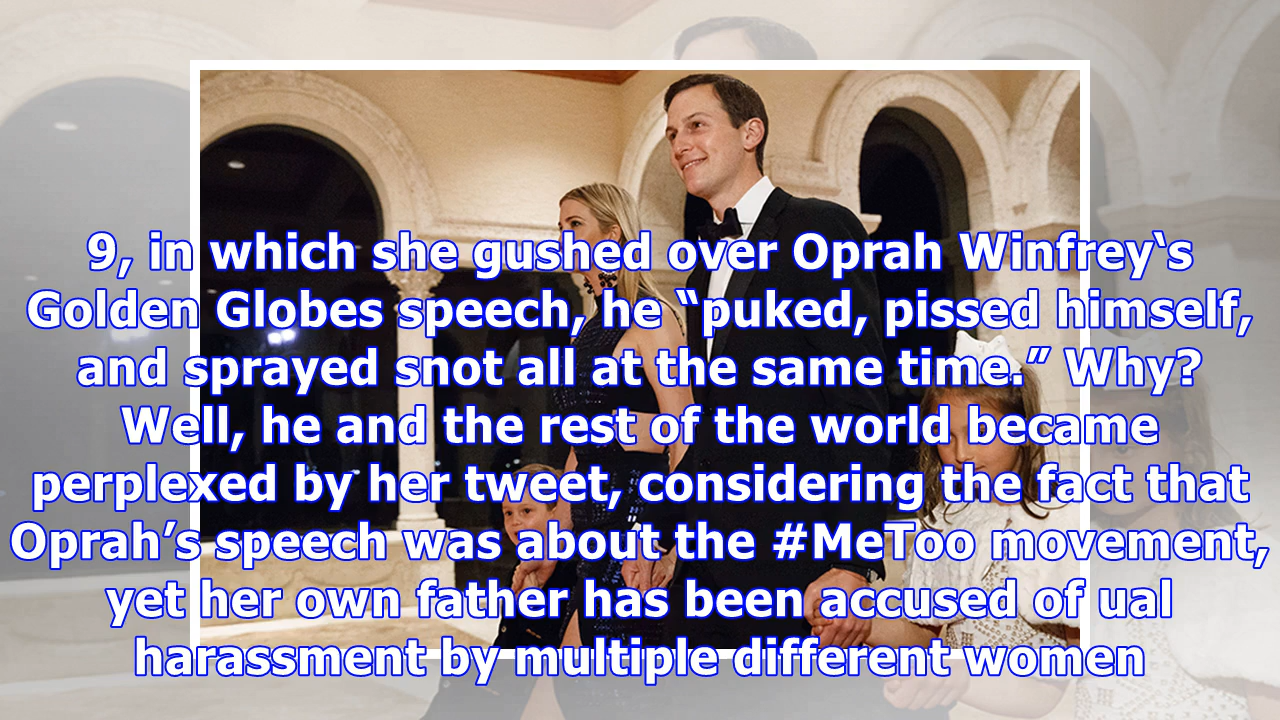 9, in which she gushed over Oprah Winfrey‘s
Golden Globes speech, he “puked, pissed himself,
and sprayed snot all at the same time.” Why?
Well, he and the rest of the world became
perplexed by her tweet, considering the fact that
Oprah’s speech was about the #MeToo movement,
yet her own father has been accused of ual
harassment by multiple different women